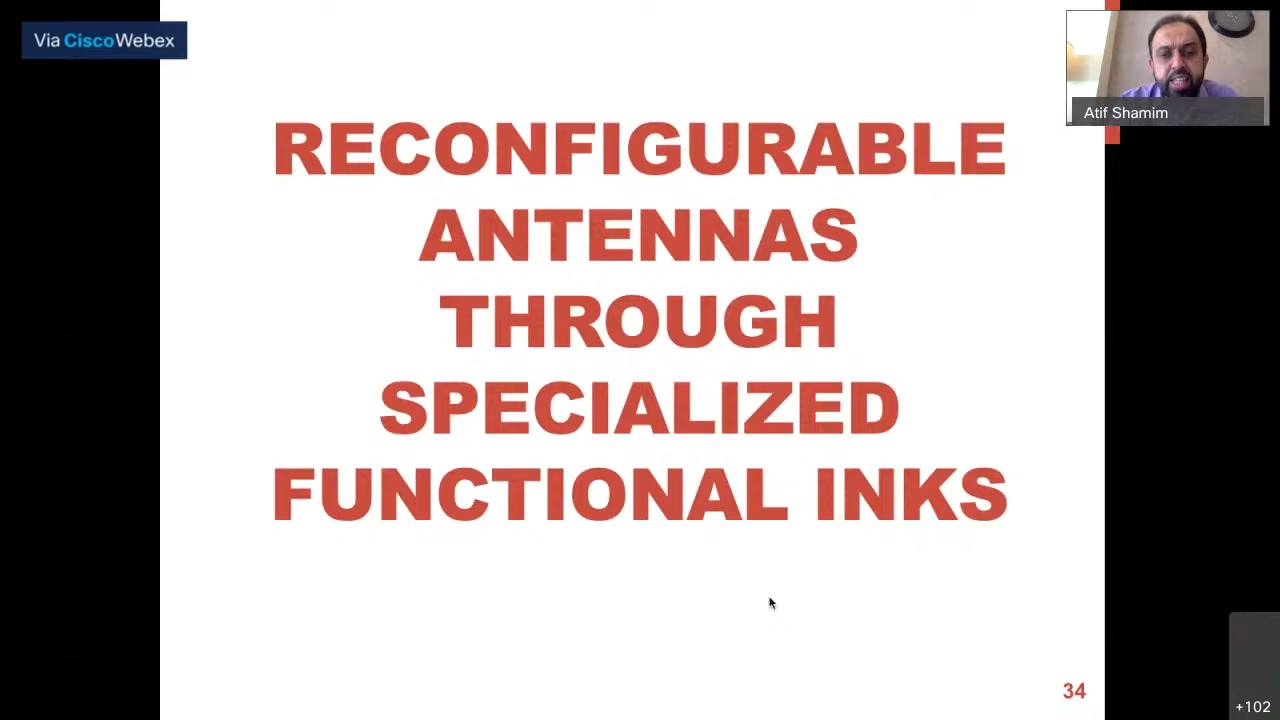 Via CiscoWebex
Atif Shamim
RECONFIGURABLE
ANTENNAS
THROUGH
SPECIALIZED
FUNCTIONAL INKS
34
+102